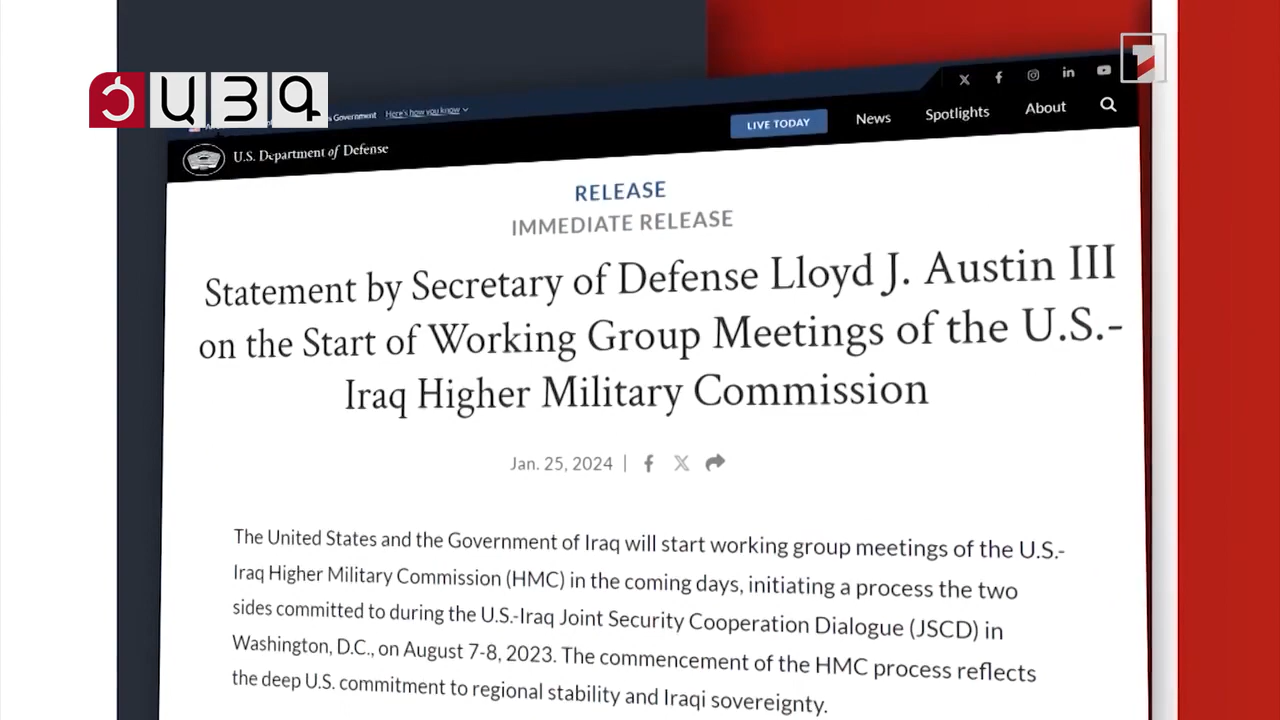 ՀԱՅՑ
1
Government Here's how you know
LIVE TODAY News Spotlights About
U.S. Department of Defense
RELEASE
IMMEDIATE RELEASE
Statement by Secretary of Defense Lloyd J. Austin III
on the Start of Working Group Meetings of the U.S.-
Iraq Higher Military Commission
Jan. 25, 2024
The United States and the Government of Iraq will start working group meetings of the U.S.-
Iraq Higher Military Commission (HMC) in the coming days, initiating a process the two
sides committed to during the U.S.-Iraq Joint Security Cooperation Dialogue (JSCD) in
Washington, D.C., on August 7-8, 2023. The commencement of the HMC process reflects
the deep U.S. commitment to regional stability and Iraqi sovereignty.